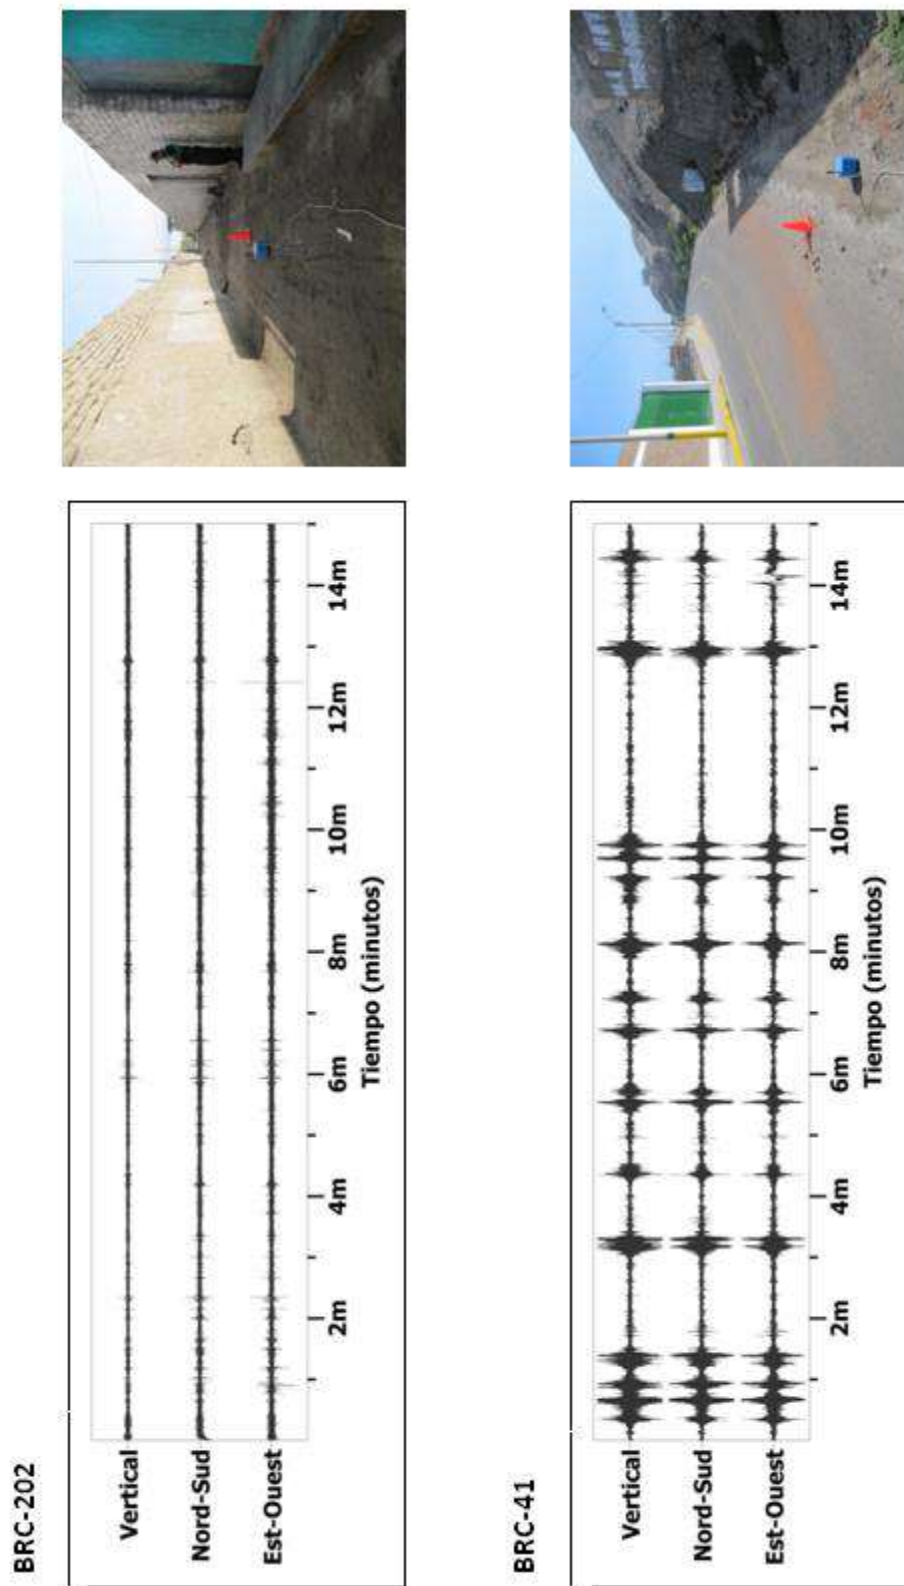 BRC-202
Vertical
Nord-Sud
Est-Ouest
2m 4m 6m 8m 10m 12m 14m
Tiempo (minutos)
BRC-41
Vertical
Nord-Sud
Est-Ouest
2m 4m 6m 8m 10m 12m 14m
Tiempo (minutos)